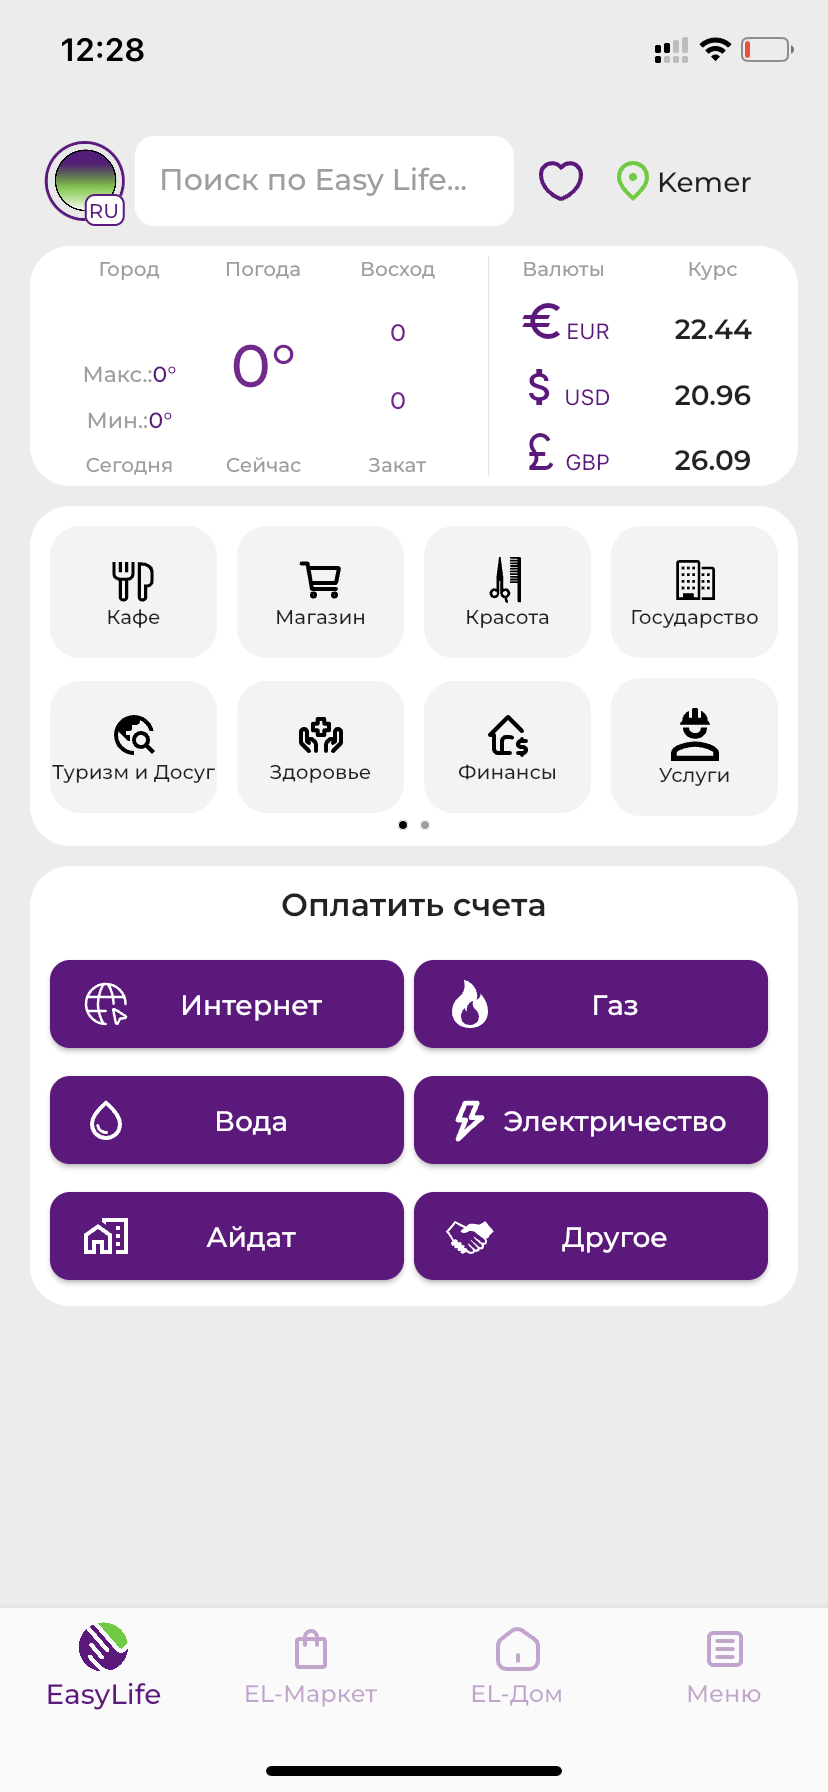 12:28
RU
Поиск по Easy Life...
Kemer
Город Погода Восход Валюты Курс
0
€ EUR 22.44
Макс.:0° 0°
$ USD 20.96
0
Мин.:0°
£ GBP 26.09
Сегодня Сейчас Закат
Кафе Магазин Красота Государство
Туризм и Досуг Здоровье Финансы Услуги
Оплатить счета
Интернет Газ
Вода Электричество
Айдат Другое
EasyLife EL-Маркет EL-Дом Меню